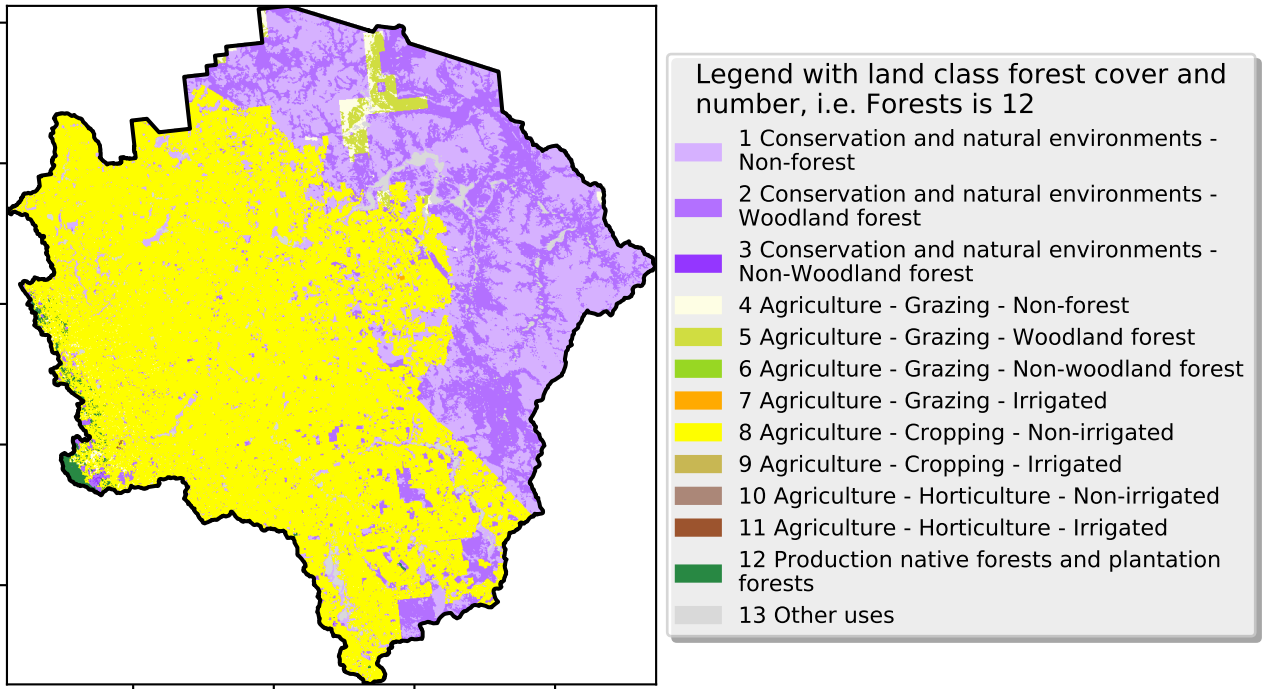 Legend with land class forest cover and
number, i.e. Forests is 12
1 Conservation and natural environments -
Non-forest
2 Conservation and natural environments -
Woodland forest
3 Conservation and natural environments -
Non-Woodland forest
4 Agriculture - Grazing - Non-forest
5 Agriculture - Grazing - Woodland forest
6 Agriculture - Grazing - Non-woodland forest
7 Agriculture - Grazing - Irrigated
8 Agriculture - Cropping - Non-irrigated
9 Agriculture - Cropping - Irrigated
10 Agriculture - Horticulture - Non-irrigated
11 Agriculture - Horticulture - Irrigated
12 Production native forests and plantation
forests
13 Other uses